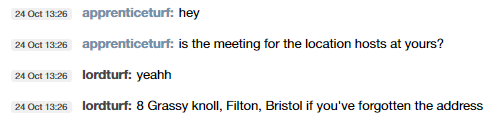 24 Oct 13:26 apprenticeturf: hey
24 Oct 13:26 apprenticeturf: is the meeting for the location hosts at yours?
24 Oct 13:26 lordturf: yeahh
24 Oct 13:26 lordturf: 8 Grassy knoll, Filton, Bristol if you've forgotten the address